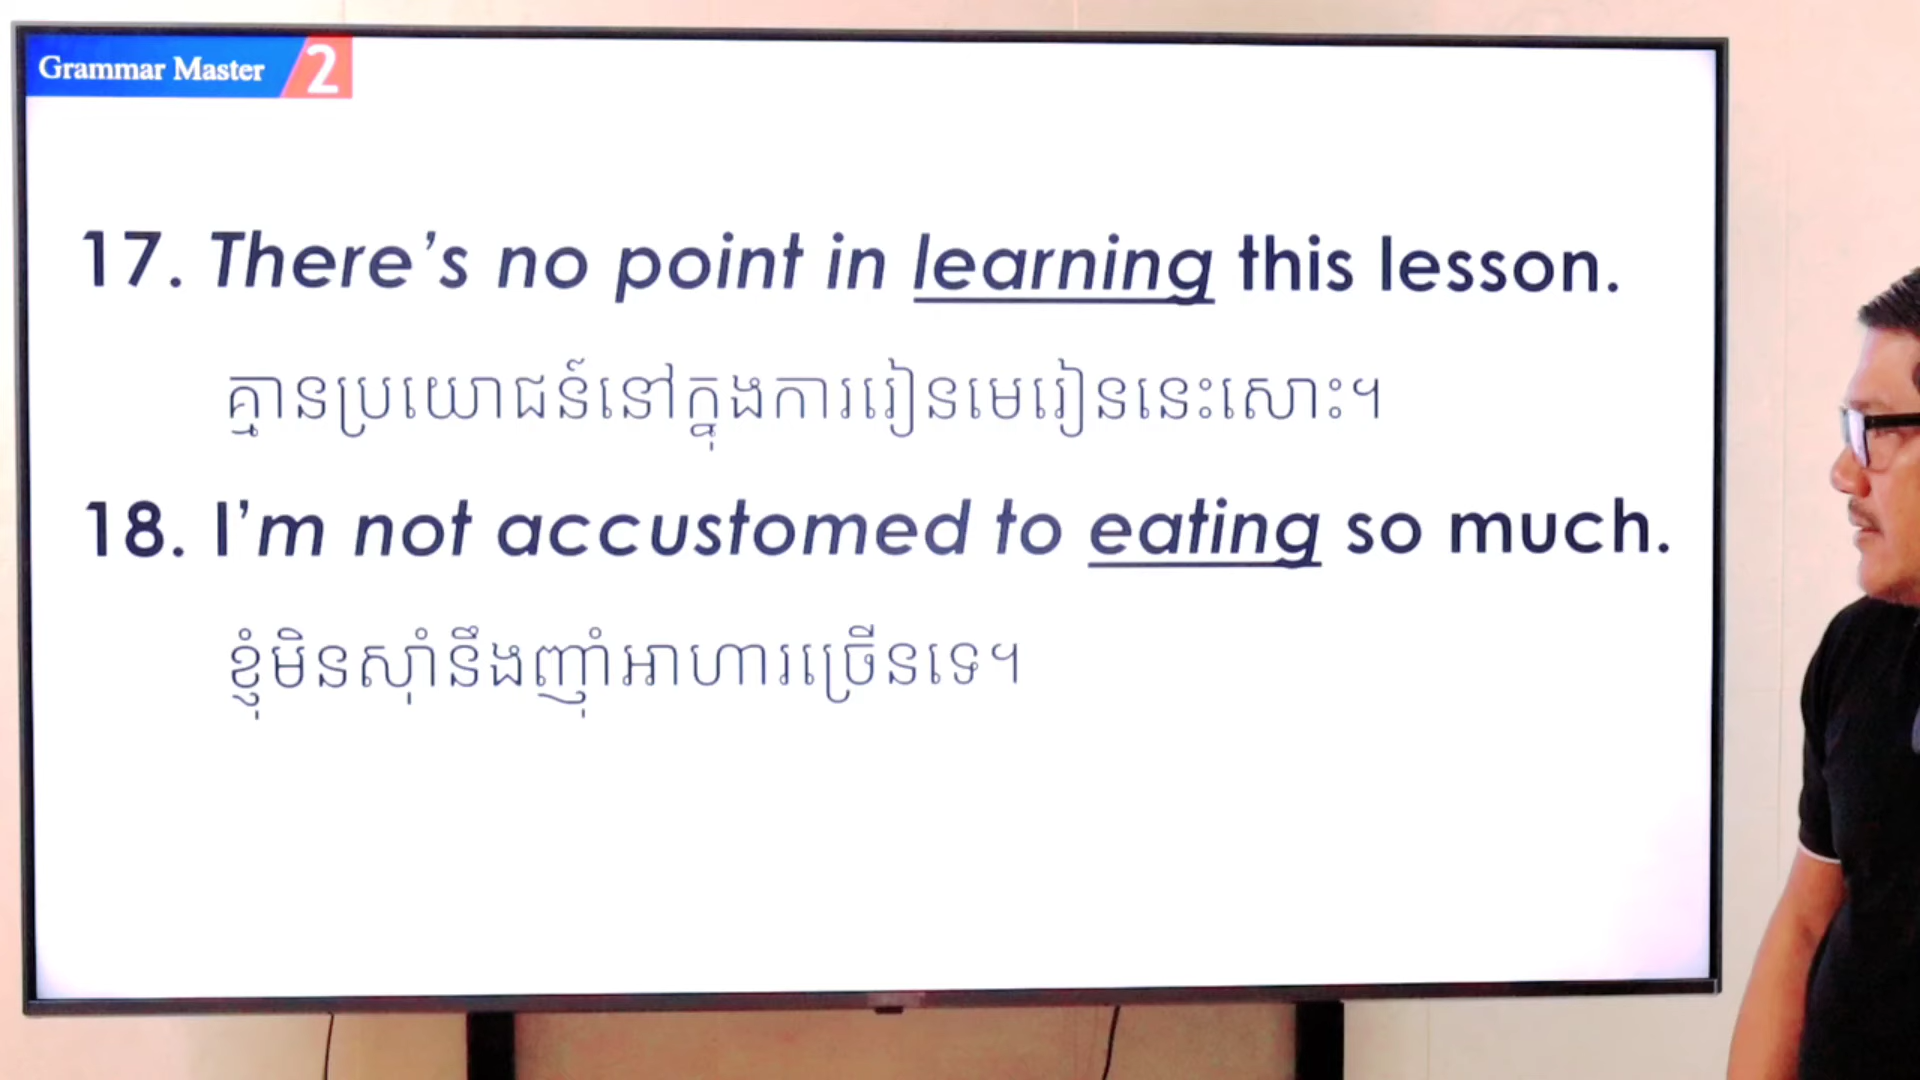 Grammar Master 2
17. There's no point in learning this lesson.
គ្មានប្រយោជន៍នៅក្នុងការរៀនមេរៀននេះសោះ។
18. I'm not accustomed to eating so much.
ខ្ញុំមិនស៊ាំនឹងញ៉ាំអាហារច្រើនទេ។